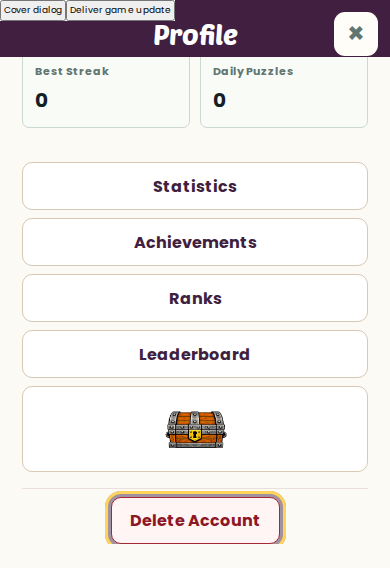 Cover dialog Deliver game update
Profile
Best Streak Daily Puzzles
0 0
Statistics
Achievements
Ranks
Leaderboard
Delete Account